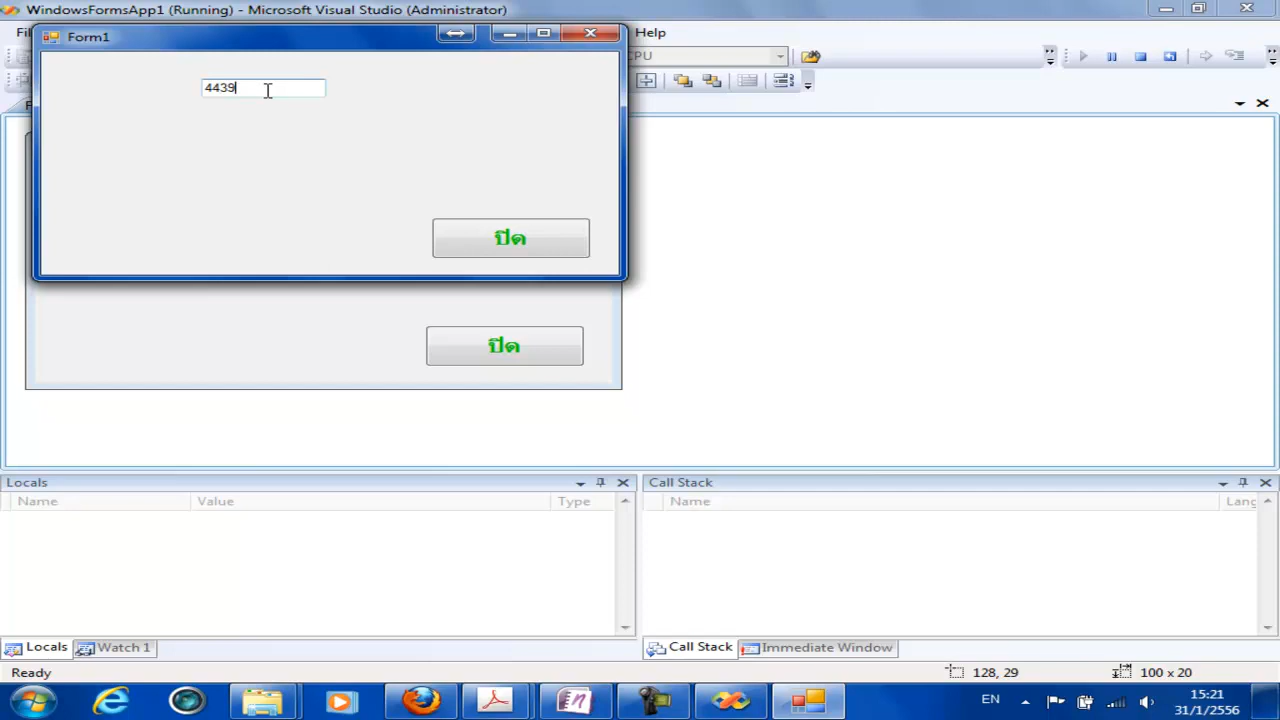 WindowsFormsApp1 (Running) - Microsoft Visual Studio (Administrator)
Help
Form1
CPU
4439
ปิด
ปิด
Locals
Name Value Type
Call Stack
Name Lang
Locals Watch 1
Call Stack Immediate Window
Ready 128, 29 100 x 20
EN 15:21
31/1/2556